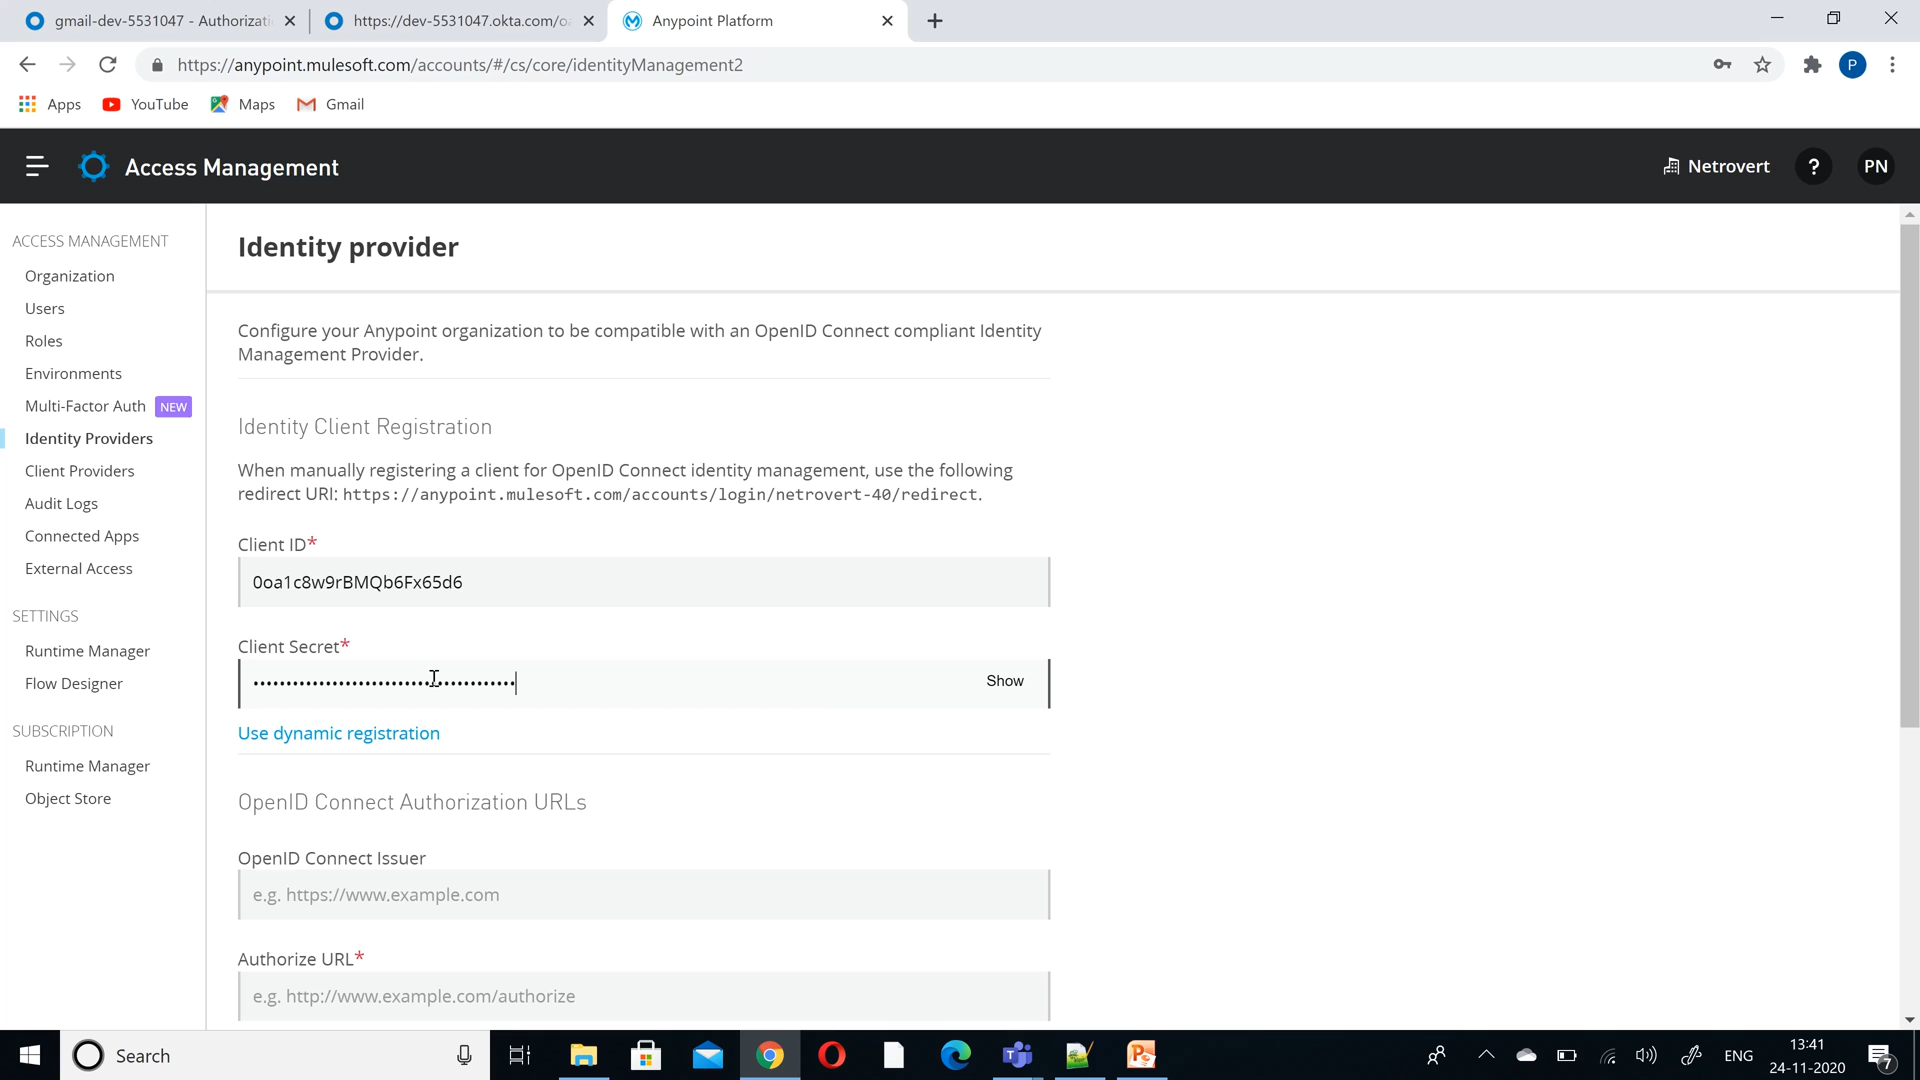 gmail-dev-5531047 - Authorizati
https://dev-5531047.okta.com/oa
Anypoint Platform
https://anypoint.mulesoft.com/accounts/#/cs/core/identityManagement2
P
Apps
YouTube
Maps
Gmail
Access Management
Netrovert
?
PN
ACCESS MANAGEMENT
Organization
Users
Roles
Environments
Multi-Factor Auth NEW
Identity Providers
Client Providers
Audit Logs
Connected Apps
External Access
SETTINGS
Runtime Manager
Flow Designer
SUBSCRIPTION
Runtime Manager
Object Store
Identity provider
Configure your Anypoint organization to be compatible with an OpenID Connect compliant Identity
Management Provider.
Identity Client Registration
When manually registering a client for OpenID Connect identity management, use the following
redirect URI: https://anypoint.mulesoft.com/accounts/login/netrovert-40/redirect.
Client ID*
0oa1c8w9rBMQb6Fx65d6
Client Secret*
Show
Use dynamic registration
OpenID Connect Authorization URLs
OpenID Connect Issuer
e.g. https://www.example.com
Authorize URL*
e.g. http://www.example.com/authorize
Search
ENG
13:41
24-11-2020
7